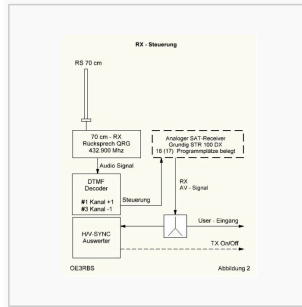 RX - Steuerung
RS 70 cm
70 cm - RX
Rücksprech QRG
432.900 Mhz
Analoger SAT-Receiver
Grundig STR 100 DX
16 (17) Programmplätze belegt
Audio Signal
DTMF
Decoder
#1 Kanal +1
#3 Kanal -1
Steuerung
RX
AV - Signal
H/V-SYNC
Auswerter
User - Eingang
TX On/Off
OE3RBS
Abbildung 2